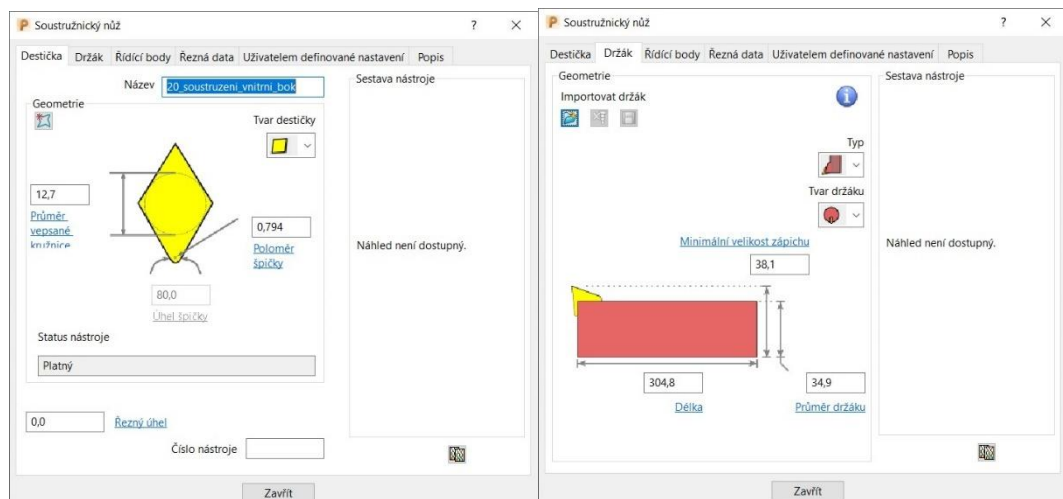 Soustružnický nůž
Destička Držák Řídící body Řezná data Uživatelem definované nastavení Popis
Název 20_soustruzeni_vnitrni_bok
Geometrie
Tvar destičky
12,7
Průměr
vepsané
kružnice
0,794
Poloměr
špičky
80,0
Úhel špičky
Status nástroje
Platný
0,0 Řezný úhel
Číslo nástroje
Sestava nástroje
Náhled není dostupný.
Zavřít
Soustružnický nůž
Destička Držák Řídící body Řezná data Uživatelem definované nastavení Popis
Geometrie
Importovat držák
Typ
Tvar držáku
Minimální velikost zápichu
38,1
304,8
Délka
34,9
Průměr držáku
Sestava nástroje
Náhled není dostupný.
Zavřít